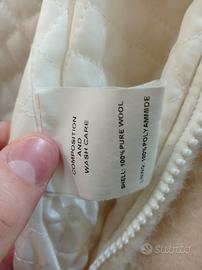 COMPOSITION
AND
WASH CARE
SHELL: 100% PURE WOOL
LINING: 100% POLYAMMIDE
subito